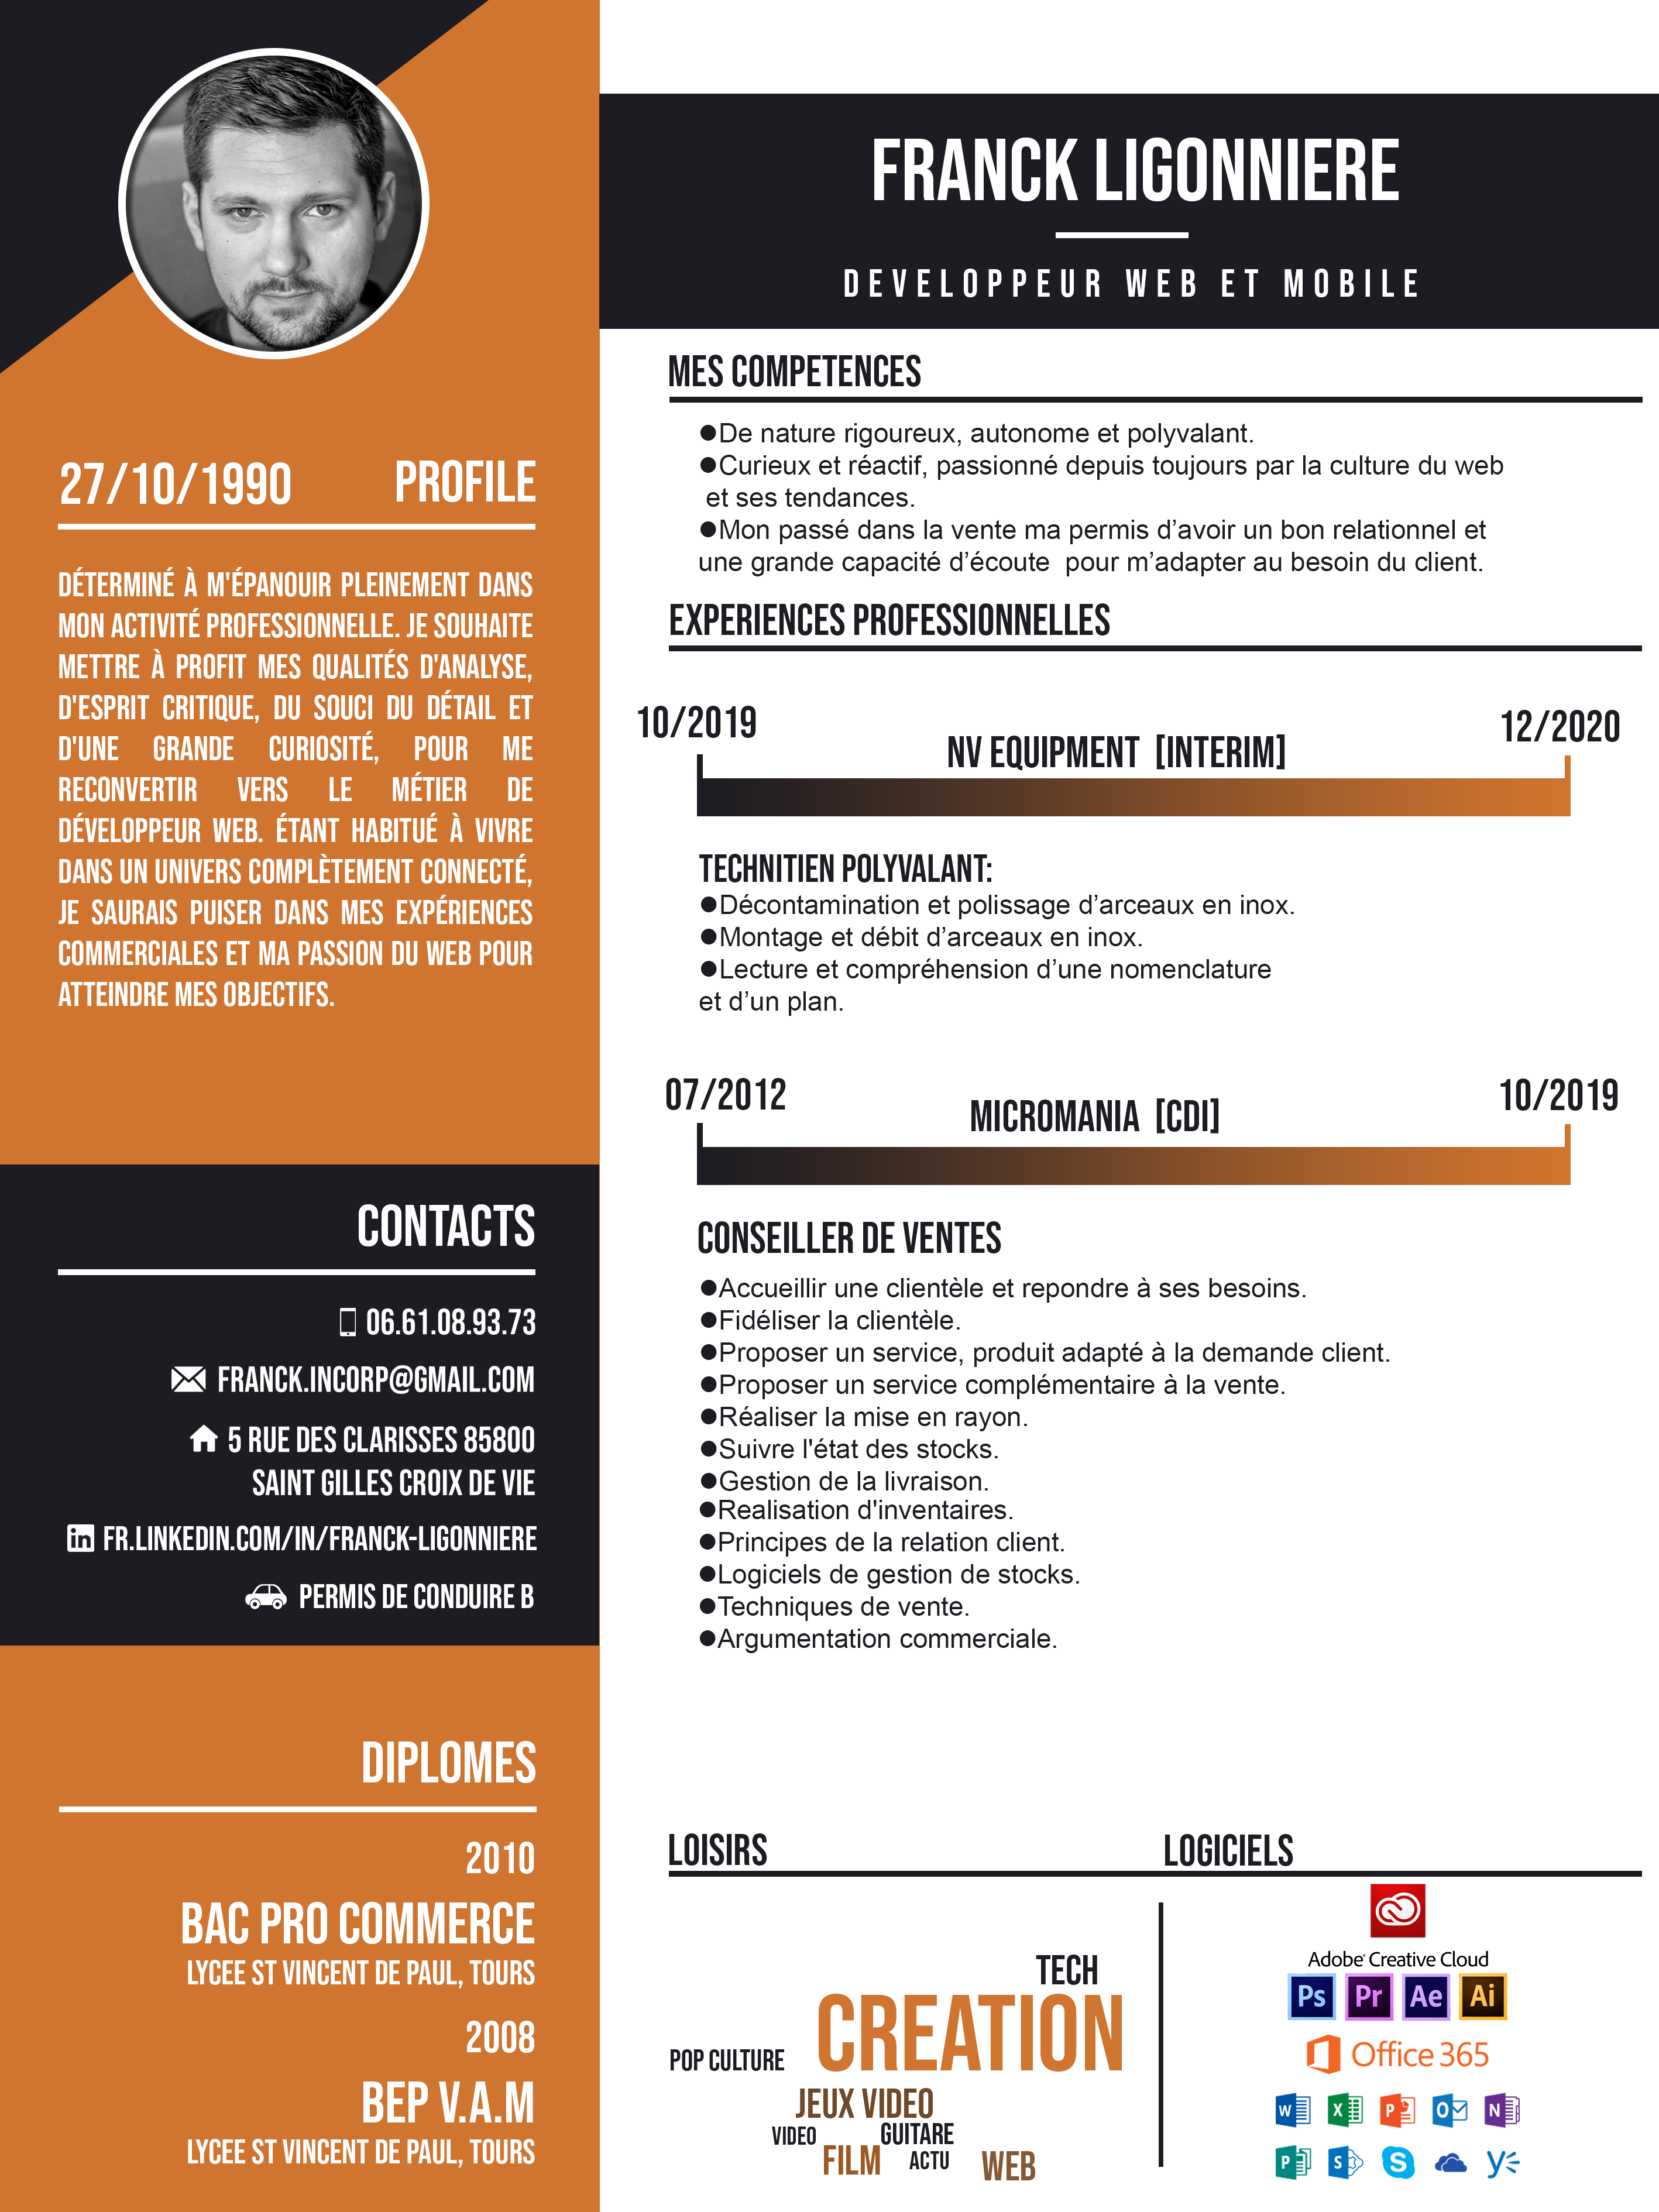 FRANCK LIGONNIERE
DEVELOPPEUR WEB ET MOBILE
27/10/1990 PROFILE
DÉTERMINÉ À M'ÉPANOUIR PLEINEMENT DANS
MON ACTIVITÉ PROFESSIONNELLE. JE SOUHAITE
METTRE À PROFIT MES QUALITÉS D'ANALYSE,
D'ESPRIT CRITIQUE, DU SOUCI DU DÉTAIL ET
D'UNE GRANDE CURIOSITÉ, POUR ME
RECONVERTIR VERS LE MÉTIER DE
DÉVELOPPEUR WEB. ÉTANT HABITUÉ À VIVRE
DANS UN UNIVERS COMPLÈTEMENT CONNECTÉ,
JE SAURAIS PUISER DANS MES EXPÉRIENCES
COMMERCIALES ET MA PASSION DU WEB POUR
ATTEINDRE MES OBJECTIFS.
CONTACTS
06.61.08.93.73
FRANCK.INCORP@GMAIL.COM
5 RUE DES CLARISSES 85800
SAINT GILLES CROIX DE VIE
in FR.LINKEDIN.COM/IN/FRANCK-LIGONNIERE
PERMIS DE CONDUIRE B
DIPLOMES
2010
BAC PRO COMMERCE
LYCEE ST VINCENT DE PAUL, TOURS
2008
BEP V.A.M
LYCEE ST VINCENT DE PAUL, TOURS
MES COMPETENCES
●De nature rigoureux, autonome et polyvalant.
●Curieux et réactif, passionné depuis toujours par la culture du web
et ses tendances.
●Mon passé dans la vente ma permis d’avoir un bon relationnel et
une grande capacité d’écoute  pour m’adapter au besoin du client.
EXPERIENCES PROFESSIONNELLES
10/2019
NV EQUIPMENT [INTERIM]
12/2020
TECHNITIEN POLYVALANT:
●Décontamination et polissage d’arceaux en inox.
●Montage et débit d’arceaux en inox.
●Lecture et compréhension d’une nomenclature
et d’un plan.
07/2012
MICROMANIA [CDI]
10/2019
CONSEILLER DE VENTES
●Accueillir une clientèle et repondre à ses besoins.
●Fidéliser la clientèle.
●Proposer un service, produit adapté à la demande client.
●Proposer un service complémentaire à la vente.
●Réaliser la mise en rayon.
●Suivre l'état des stocks.
●Gestion de la livraison.
●Realisation d'inventaires.
●Principes de la relation client.
●Logiciels de gestion de stocks.
●Techniques de vente.
●Argumentation commerciale.
LOISIRS
TECH
CREATION
POP CULTURE
JEUX VIDEO
VIDEO
GUITARE
FILM
ACTU
WEB
LOGICIELS
Adobe Creative Cloud
Ps Pr Ae Ai
Office 365
W X P O N
P S S y